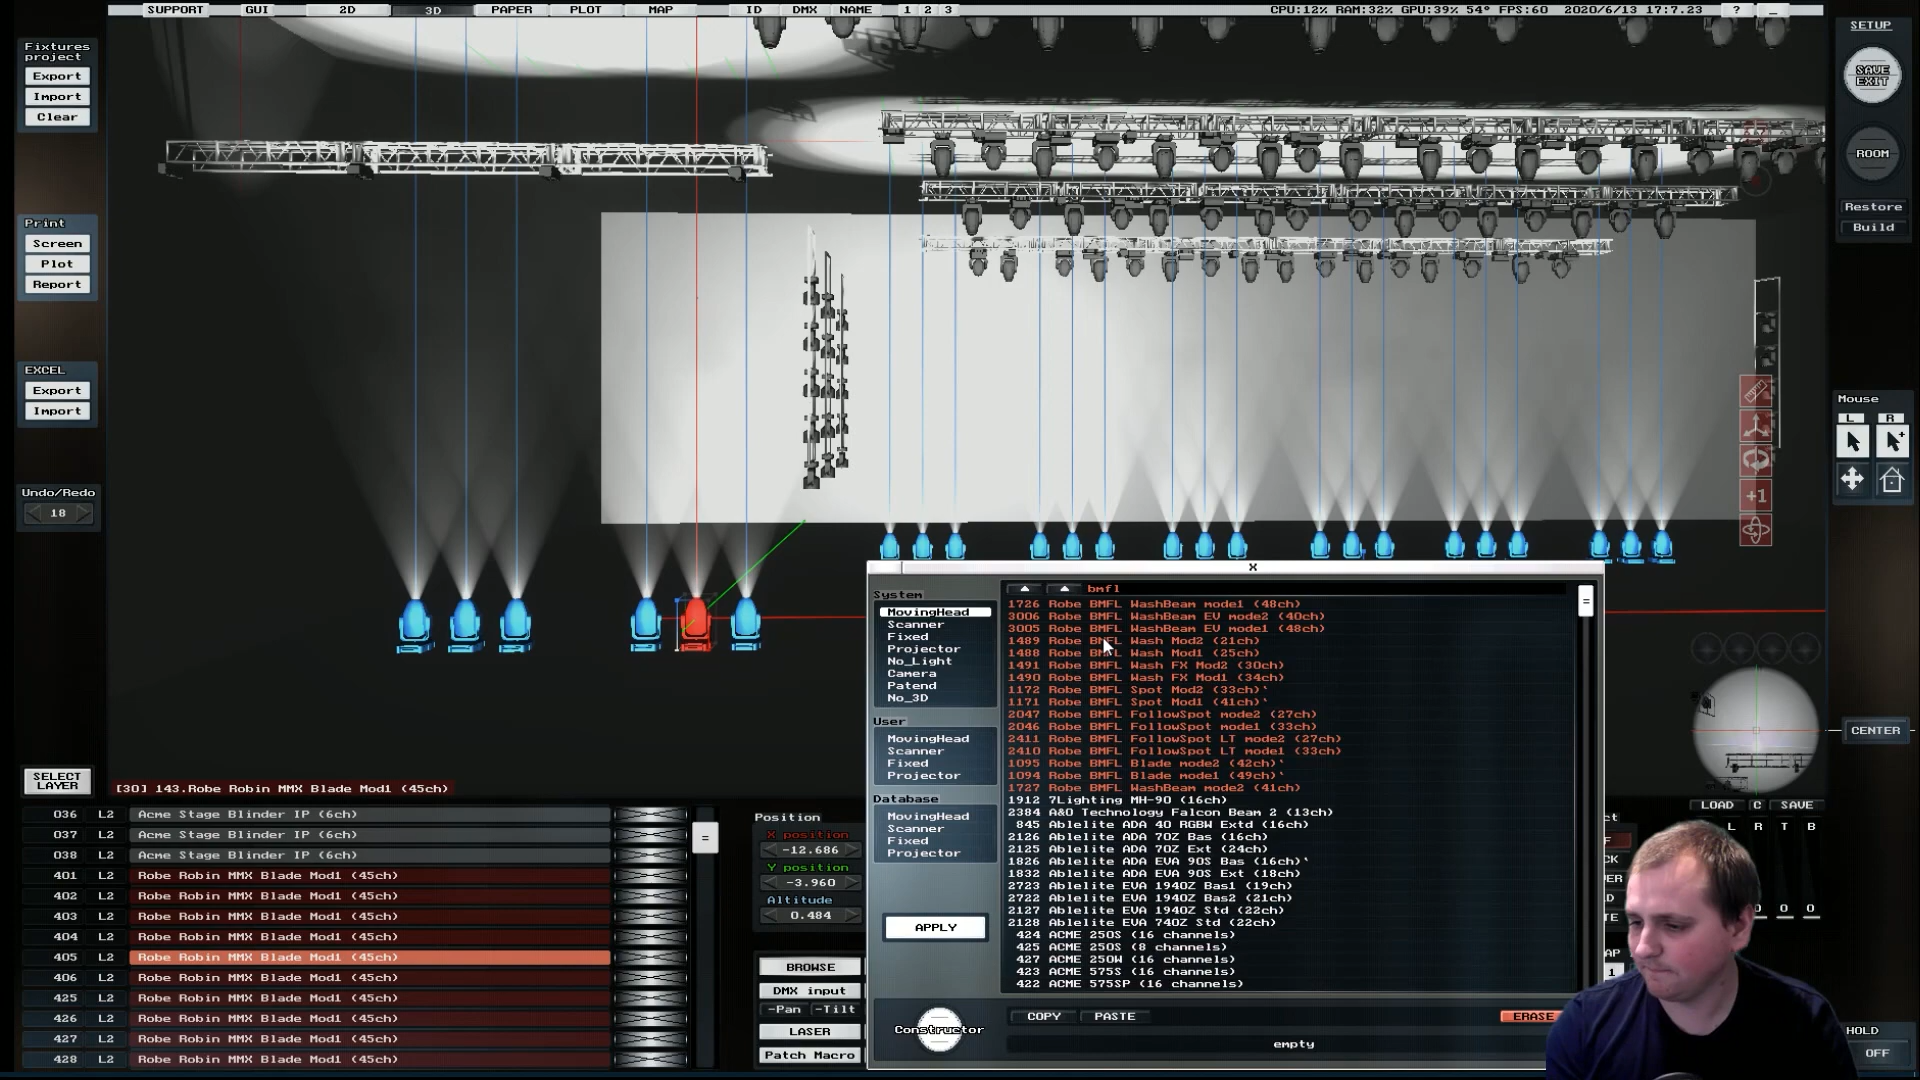 SUPPORT GUI 2D 3D PAPER PLOT MAP ID DMX NAME 1 2 3 CPU:12% RAM:32% GPU:39% 54° FPS:60 2020/6/13 17:7.23 ? _
Fixtures
project
Export
Import
Clear
Print
Screen
Plot
Report
EXCEL
Export
Import
Undo/Redo
18
SELECT
LAYER
[30] 143.Robe Robin MMX Blade Mod1 (45ch)
036 L2 Acme Stage Blinder IP (6ch)
037 L2 Acme Stage Blinder IP (6ch)
038 L2 Acme Stage Blinder IP (6ch)
401 L2 Robe Robin MMX Blade Mod1 (45ch)
402 L2 Robe Robin MMX Blade Mod1 (45ch)
403 L2 Robe Robin MMX Blade Mod1 (45ch)
404 L2 Robe Robin MMX Blade Mod1 (45ch)
405 L2 Robe Robin MMX Blade Mod1 (45ch)
406 L2 Robe Robin MMX Blade Mod1 (45ch)
425 L2 Robe Robin MMX Blade Mod1 (45ch)
426 L2 Robe Robin MMX Blade Mod1 (45ch)
427 L2 Robe Robin MMX Blade Mod1 (45ch)
428 L2 Robe Robin MMX Blade Mod1 (45ch)
=
Position
X position
-12.686
Y position
-3.960
Altitude
0.484
BROWSE
DMX input
-Pan -Tilt
LASER
Patch Macro
X
System
MovingHead
Scanner
Fixed
Projector
No_Light
Camera
Patend
No_3D
User
MovingHead
Scanner
Fixed
Projector
Database
MovingHead
Scanner
Fixed
Projector
APPLY
Constructor
bmfl
1726 Robe BMFL WashBeam mode1 (48ch)
3006 Robe BMFL WashBeam EV mode2 (40ch)
3005 Robe BMFL WashBeam EV mode1 (48ch)
1489 Robe BMFL Wash Mod2 (21ch)
1488 Robe BMFL Wash Mod1 (25ch)
1491 Robe BMFL Wash FX Mod2 (30ch)
1490 Robe BMFL Wash FX Mod1 (34ch)
1172 Robe BMFL Spot Mod2 (33ch)`
1171 Robe BMFL Spot Mod1 (41ch)`
2047 Robe BMFL FollowSpot mode2 (27ch)
2046 Robe BMFL FollowSpot mode1 (33ch)
2411 Robe BMFL FollowSpot LT mode2 (27ch)
2410 Robe BMFL FollowSpot LT mode1 (33ch)
1095 Robe BMFL Blade mode2 (42ch)`
1094 Robe BMFL Blade mode1 (49ch)`
1727 Robe BMFL WashBeam mode2 (41ch)
1912 7Lighting MH-90 (16ch)
2384 A&O Technology Falcon Beam 2 (13ch)
845 Ablelite ADA 40 RGBW Extd (16ch)
2126 Ablelite ADA 70Z Bas (16ch)
2125 Ablelite ADA 70Z Ext (24ch)
1826 Ablelite ADA EVA 90S Bas (16ch)`
1832 Ablelite ADA EVA 90S Ext (18ch)
2723 Ablelite EVA 1940Z Bas1 (19ch)
2722 Ablelite EVA 1940Z Bas2 (21ch)
2127 Ablelite EVA 1940Z Std (22ch)
2128 Ablelite EVA 740Z Std (22ch)
424 ACME 250S (16 channels)
425 ACME 250S (8 channels)
427 ACME 250W (16 channels)
423 ACME 575S (16 channels)
422 ACME 575SP (16 channels)
=
COPY PASTE ERASE
empty
SETUP
SAVE
EXIT
ROOM
Restore
Build
Mouse
L R
+1
CENTER
LOAD C SAVE
L R T B
0 0
1
HOLD
OFF